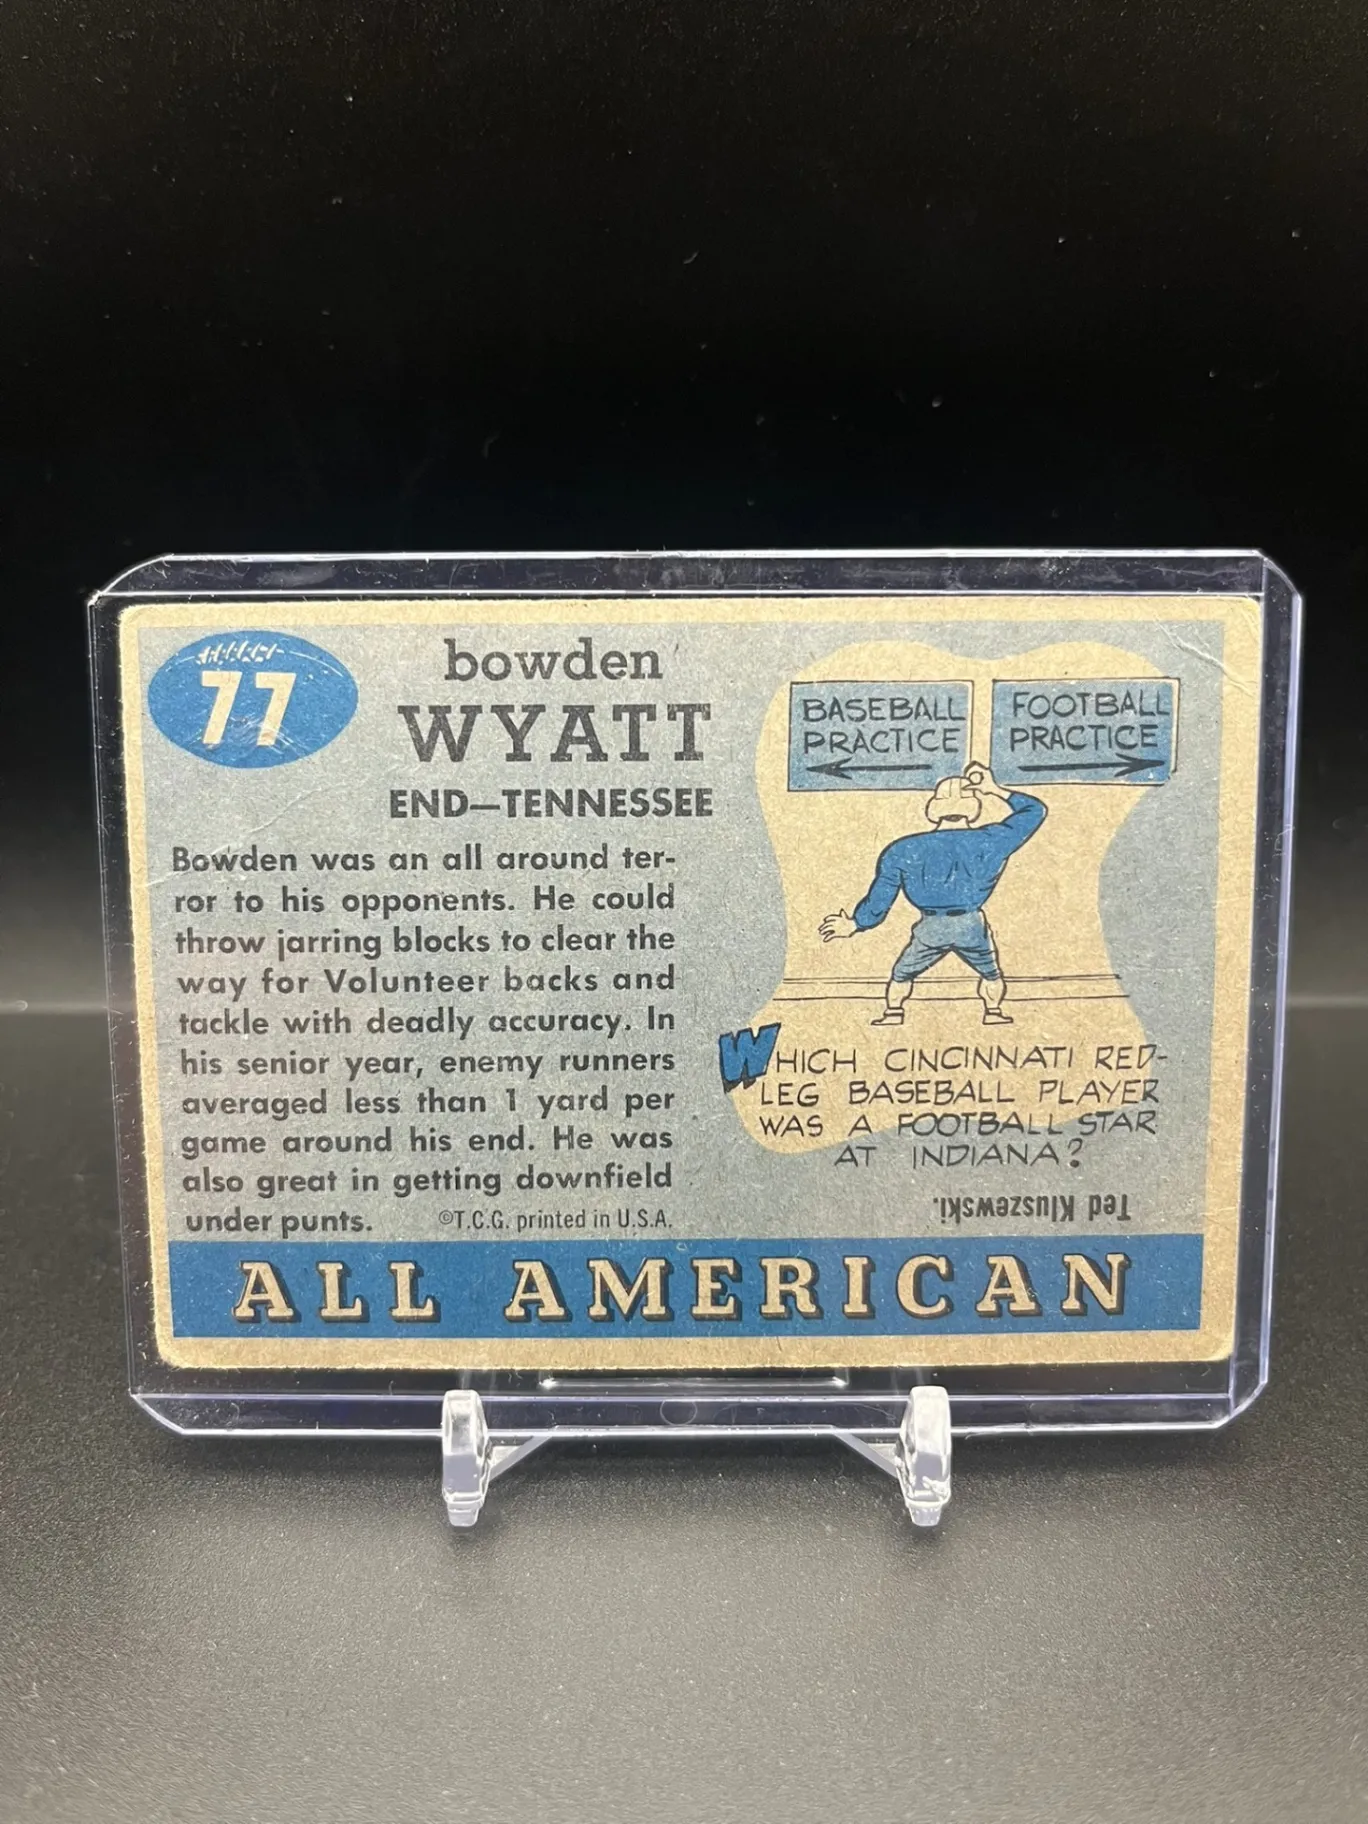 77
bowden
WYATT
END—TENNESSEE
Bowden was an all around ter-
ror to his opponents. He could
throw jarring blocks to clear the
way for Volunteer backs and
tackle with deadly accuracy. In
his senior year, enemy runners
averaged less than 1 yard per
game around his end. He was
also great in getting downfield
under punts.
©T.C.G. printed in U.S.A.
BASEBALL
PRACTICE
FOOTBALL
PRACTICE
WHICH CINCINNATI RED-
LEG BASEBALL PLAYER
WAS A FOOTBALL STAR
AT INDIANA?
Ted Kluszewski.
ALL AMERICAN